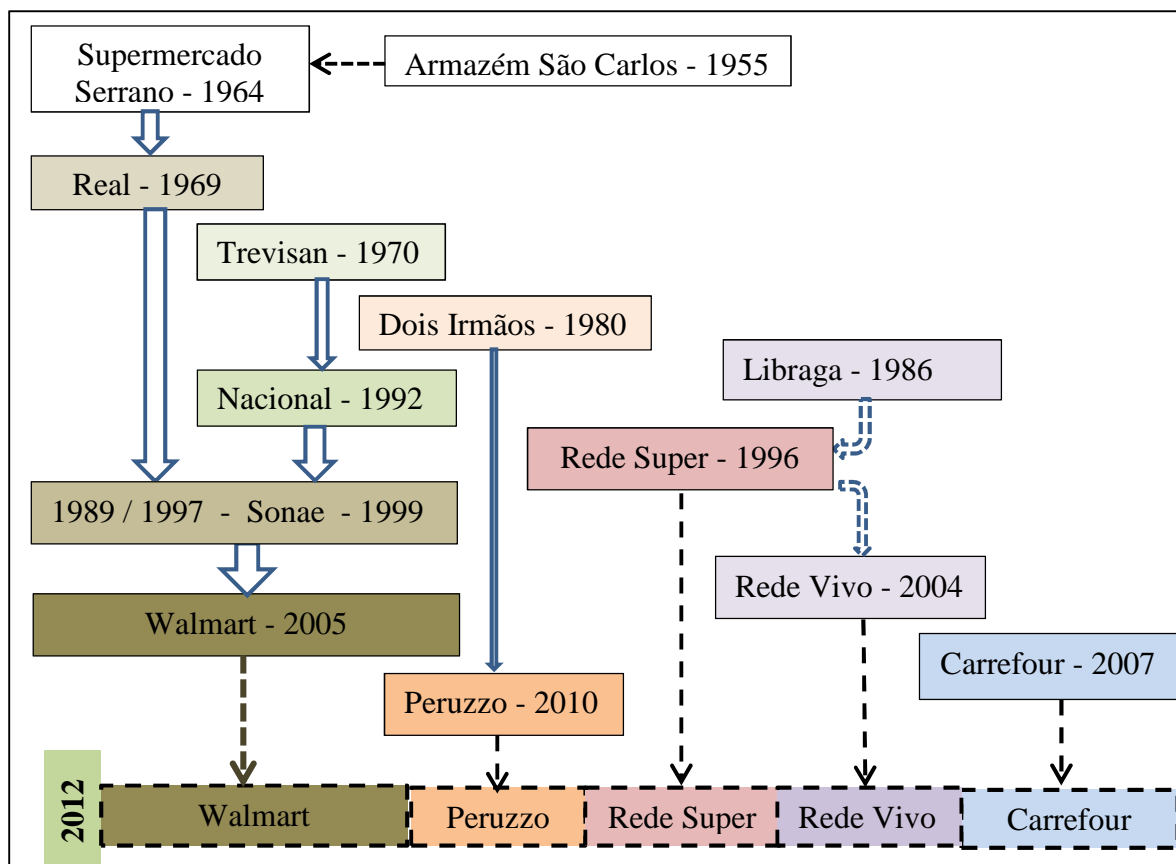 Supermercado
Serrano - 1964
Armazém São Carlos - 1955
Real - 1969
Trevisan - 1970
Dois Irmãos - 1980
Libraga - 1986
Nacional - 1992
Rede Super - 1996
1989 / 1997 - Sonae - 1999
Rede Vivo - 2004
Walmart - 2005
Carrefour - 2007
Peruzzo - 2010
2012
Walmart
Peruzzo
Rede Super
Rede Vivo
Carrefour